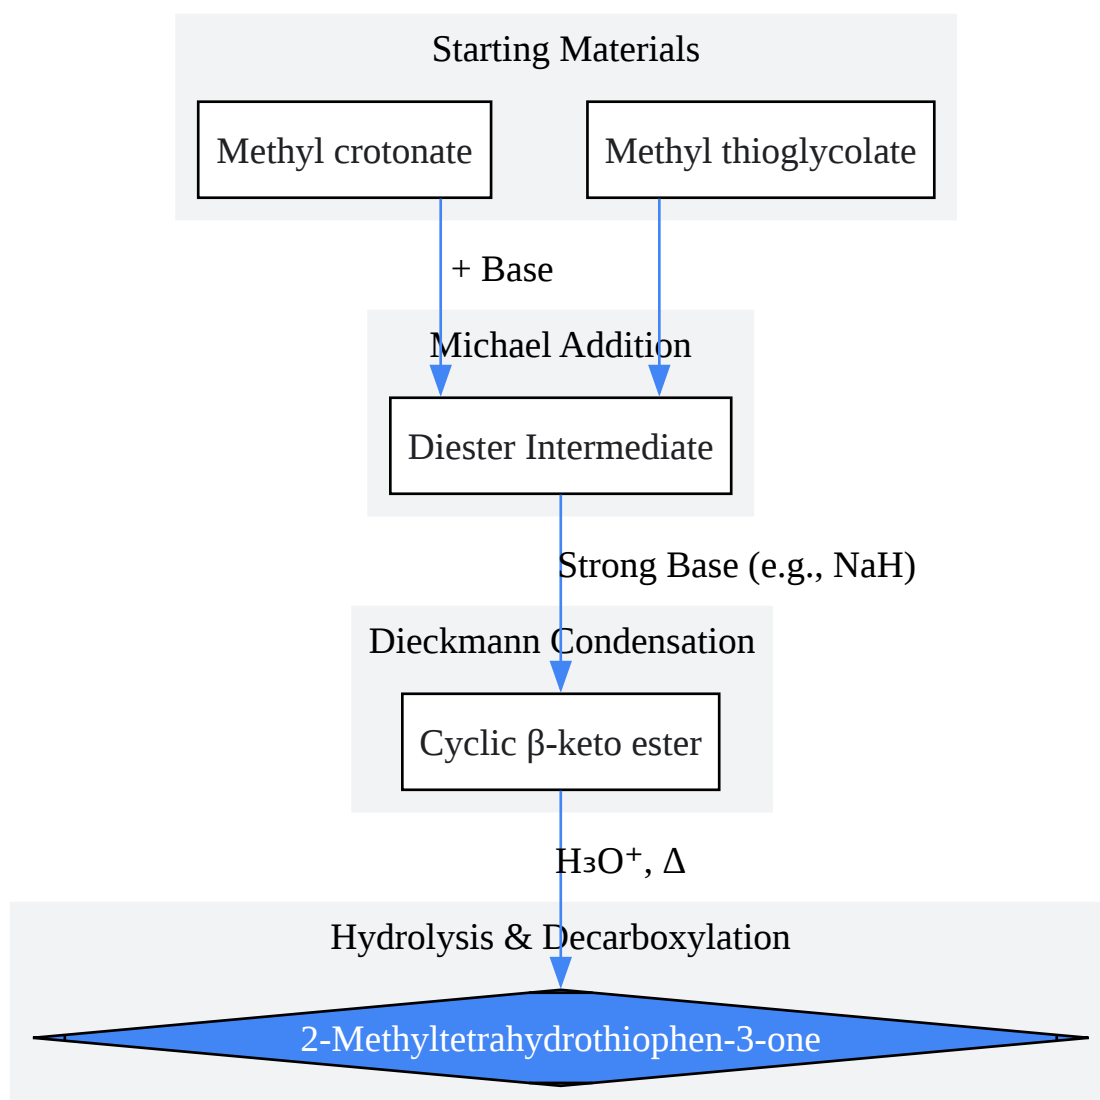 Starting Materials
Methyl crotonate
Methyl thioglycolate
+ Base
Michael Addition
Diester Intermediate
Strong Base (e.g., NaH)
Dieckmann Condensation
Cyclic β-keto ester
H₃O⁺, Δ
Hydrolysis & Decarboxylation
2-Methyltetrahydrothiophen-3-one